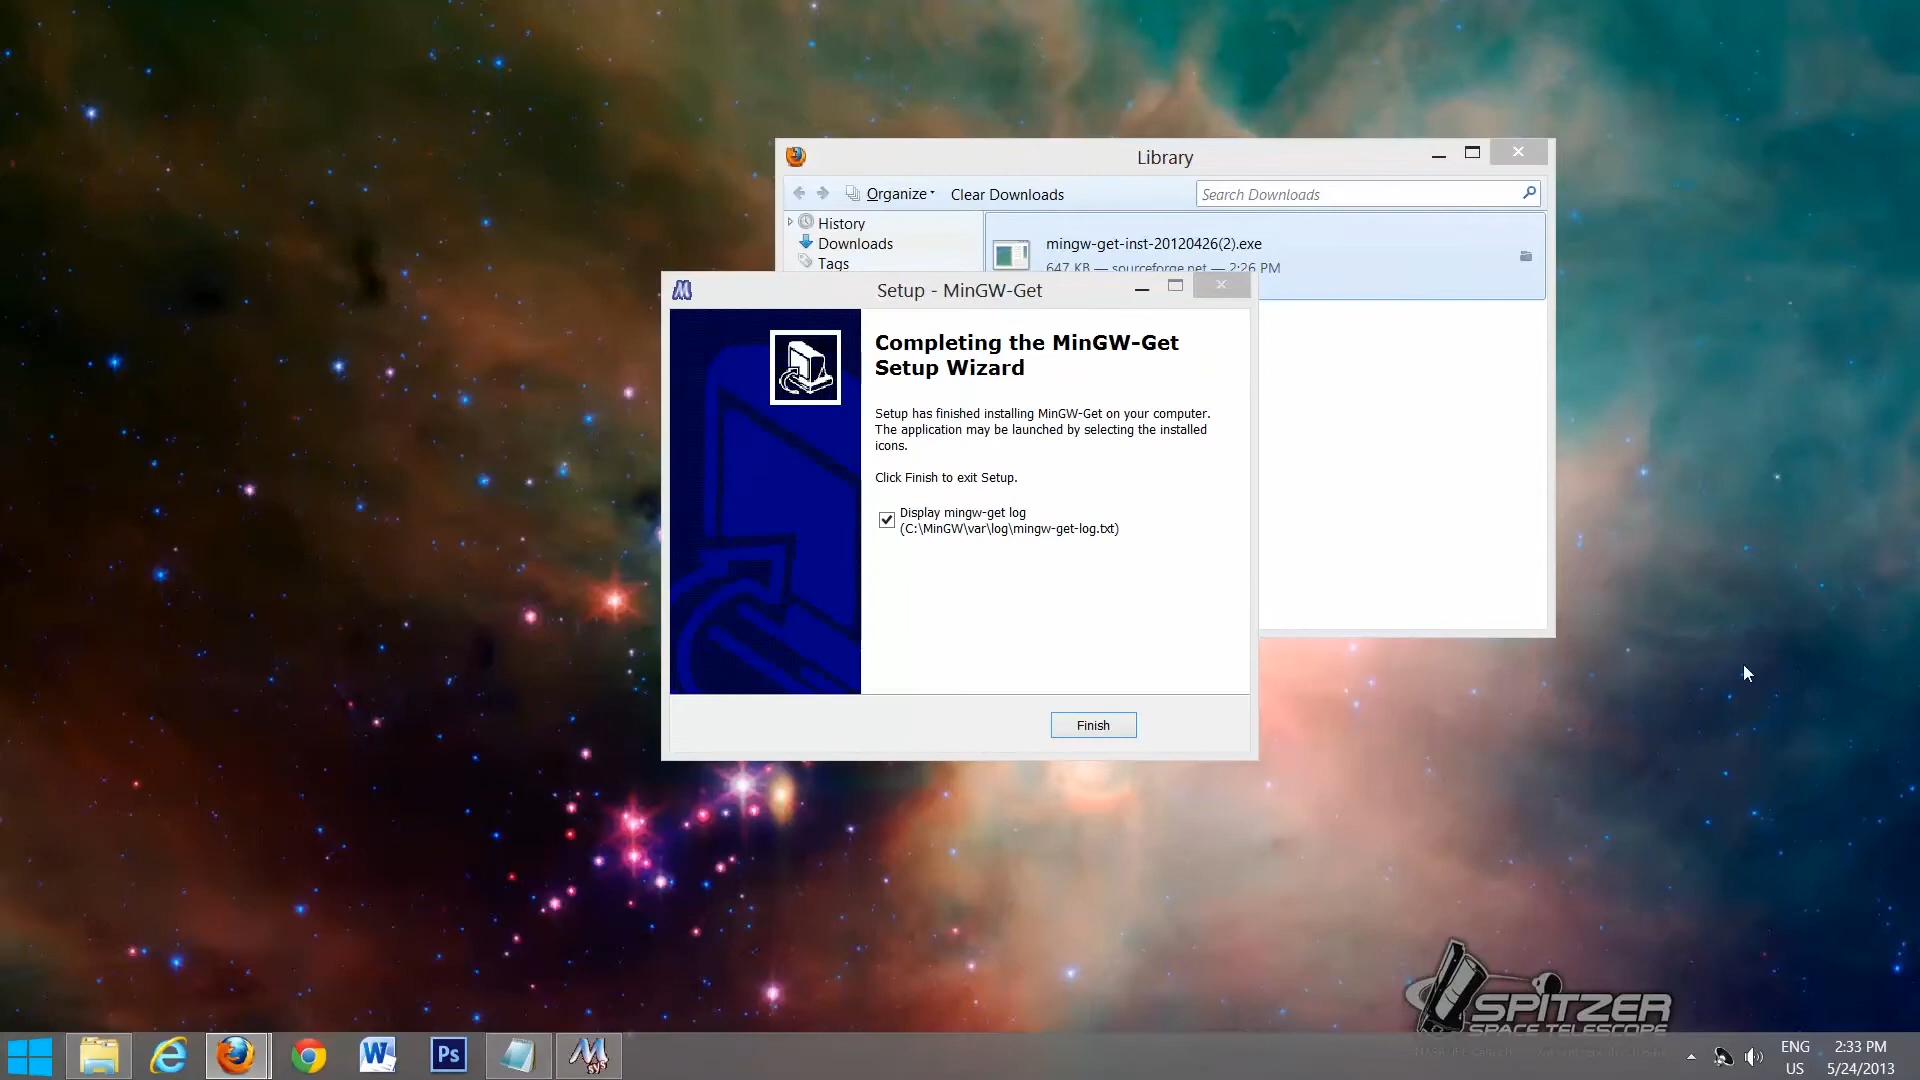 Library
Organize
Clear Downloads
Search Downloads
History
Downloads
Tags
mingw-get-inst-20120426(2).exe
647 KB — sourceforge.net — 2:26 PM
Setup - MinGW-Get
Completing the MinGW-Get
Setup Wizard
Setup has finished installing MinGW-Get on your computer.
The application may be launched by selecting the installed
icons.
Click Finish to exit Setup.
Display mingw-get log
(C:\MinGW\var\log\mingw-get-log.txt)
Finish
SPITZER
SPACE TELESCOPE
Ps
M
sys
ENG
US
2:33 PM
5/24/2013